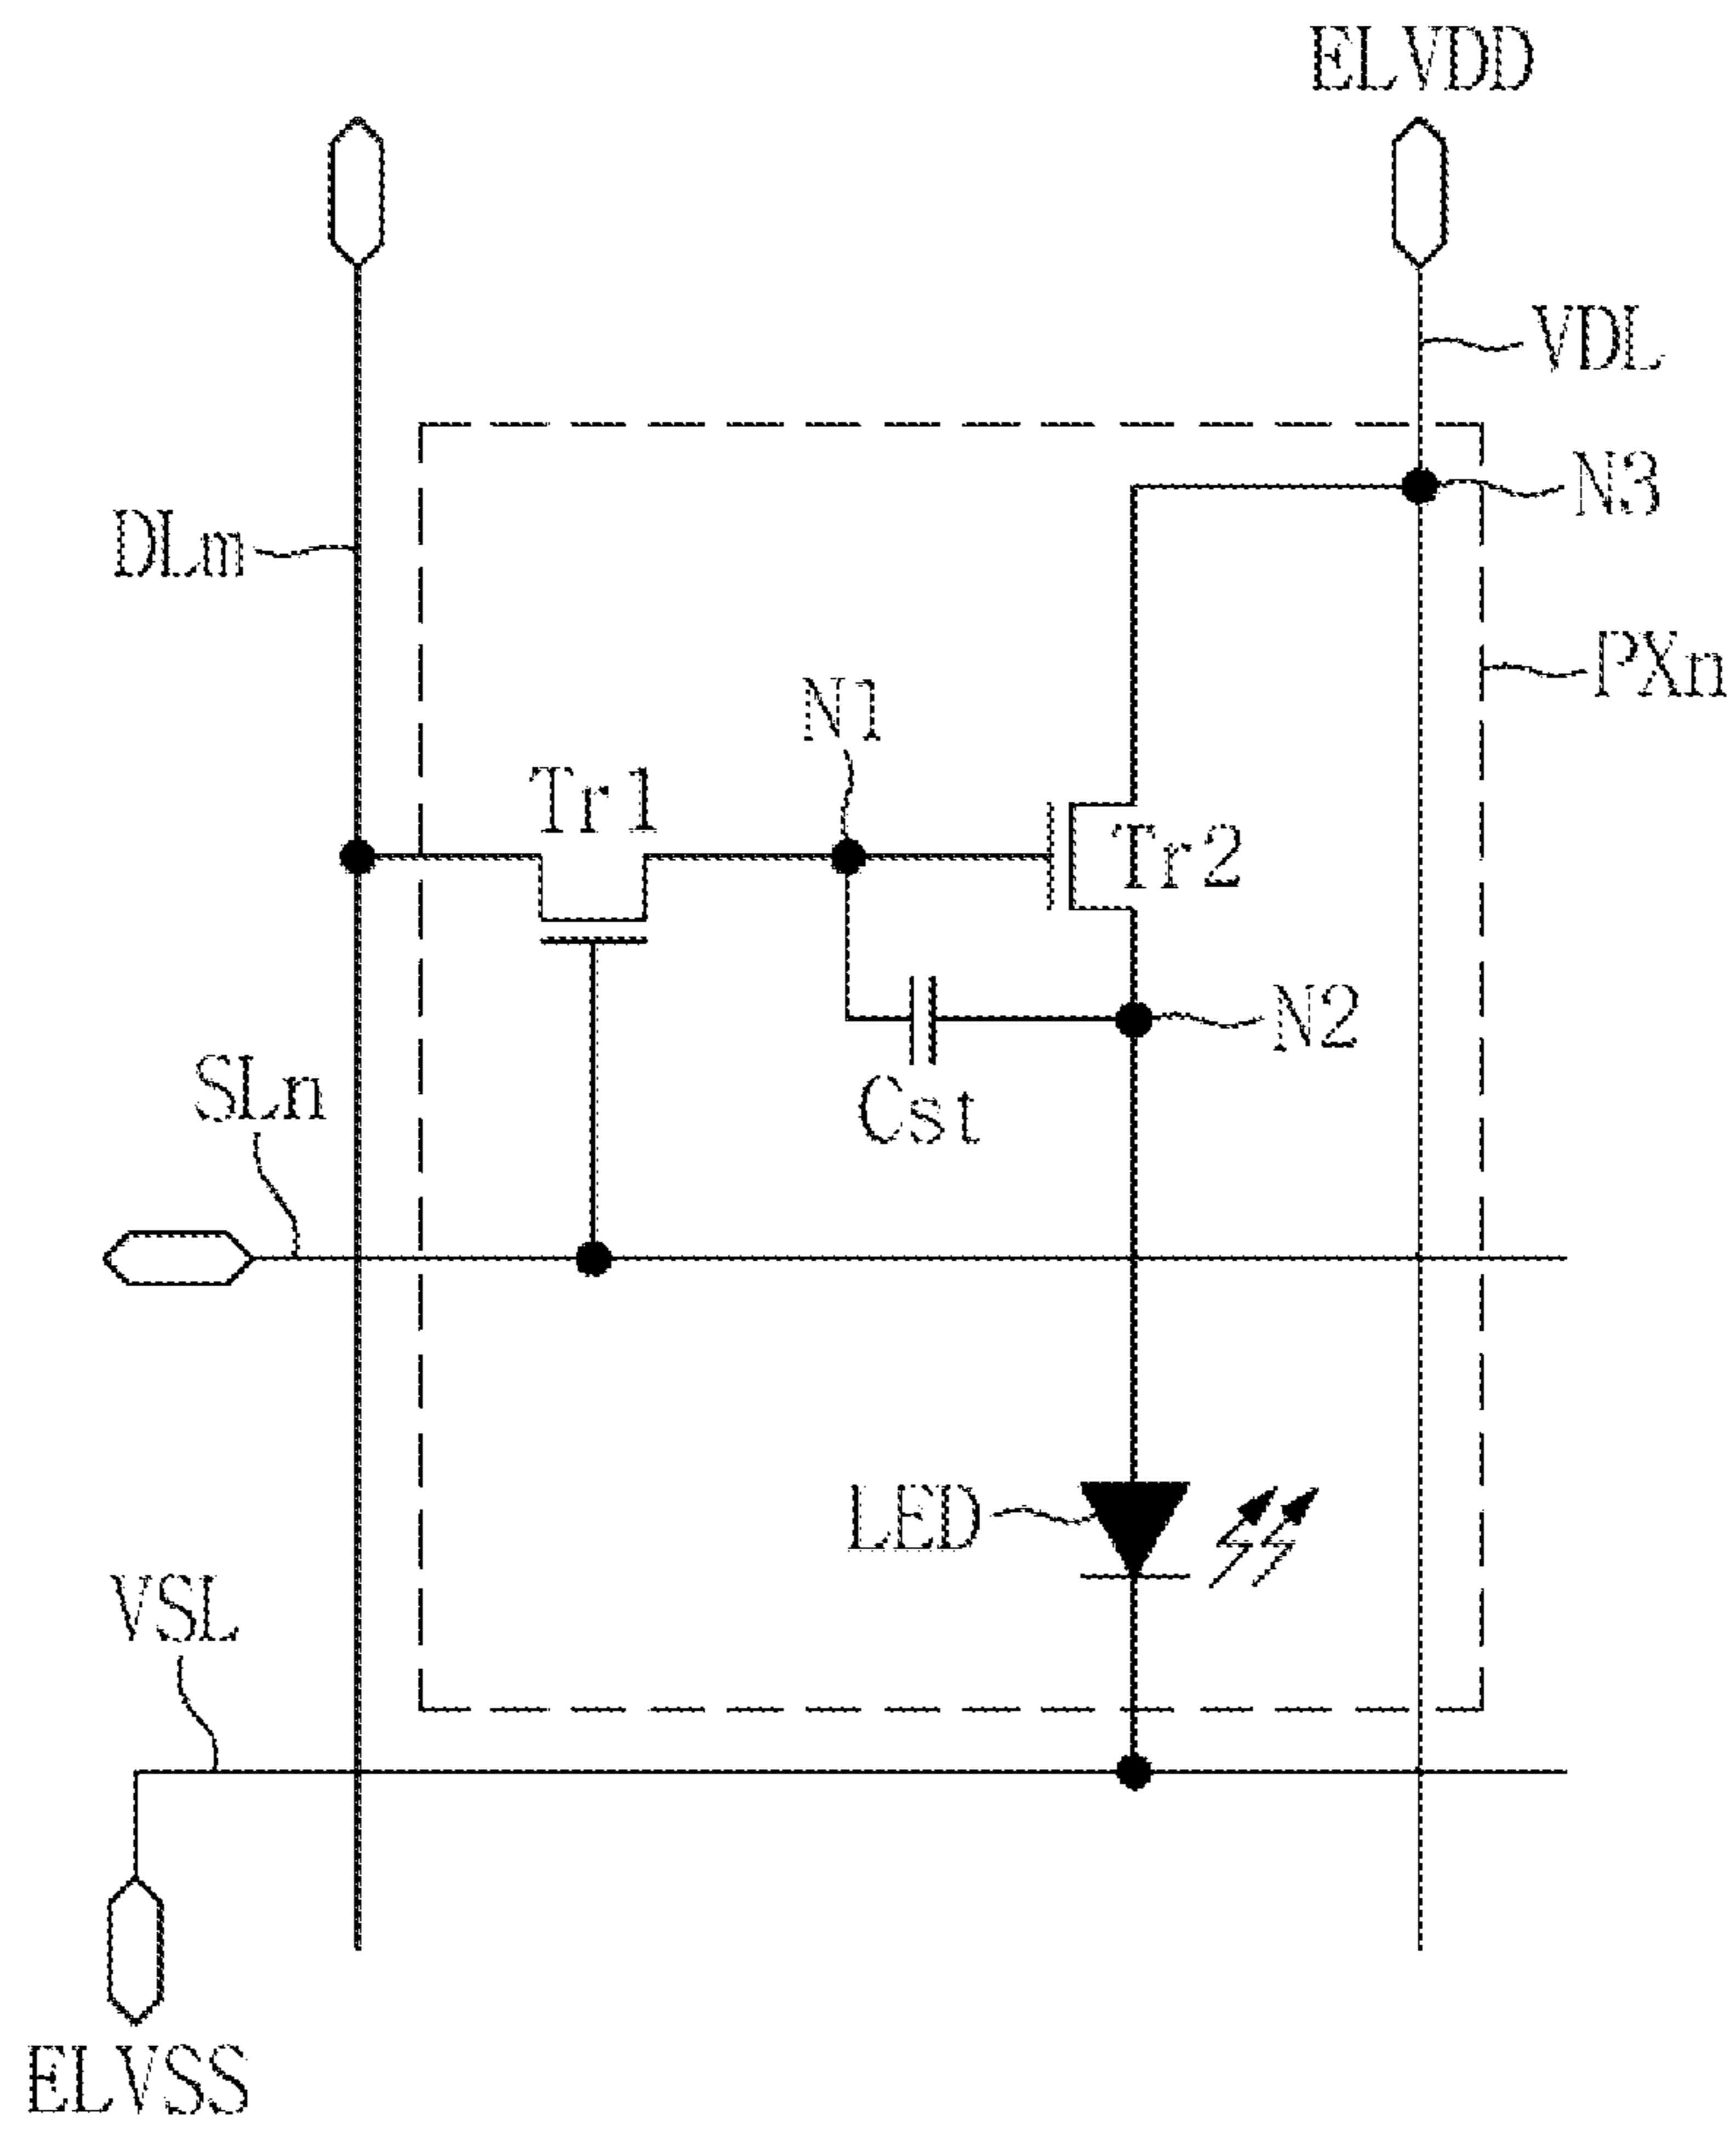 ELVDD
VDL
N3
DLm
PXn
N1
Tr1
Tr2
N2
SLn
Cst
LED
VSL
ELVSS